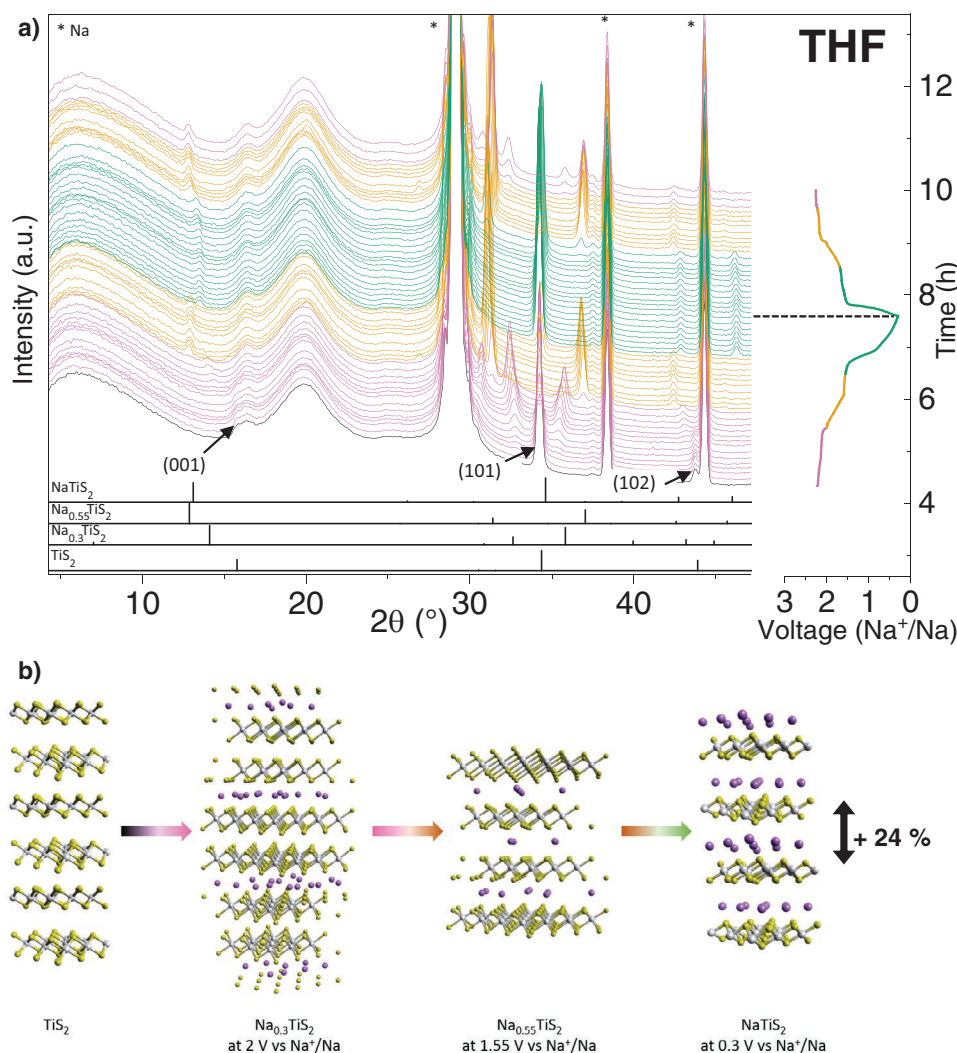 a)
* Na
*
*
*
THF
Intensity (a.u.)
(001)
(101)
(102)
NaTiS₂
Na₀.₅₅TiS₂
Na₀.₃TiS₂
TiS₂
10
20
30
40
2θ (°)
12
10
8
6
4
Time (h)
3
2
1
0
Voltage (Na⁺/Na)
b)
+ 24 %
TiS₂
Na₀.₃TiS₂
at 2 V vs Na⁺/Na
Na₀.₅₅TiS₂
at 1.55 V vs Na⁺/Na
NaTiS₂
at 0.3 V vs Na⁺/Na